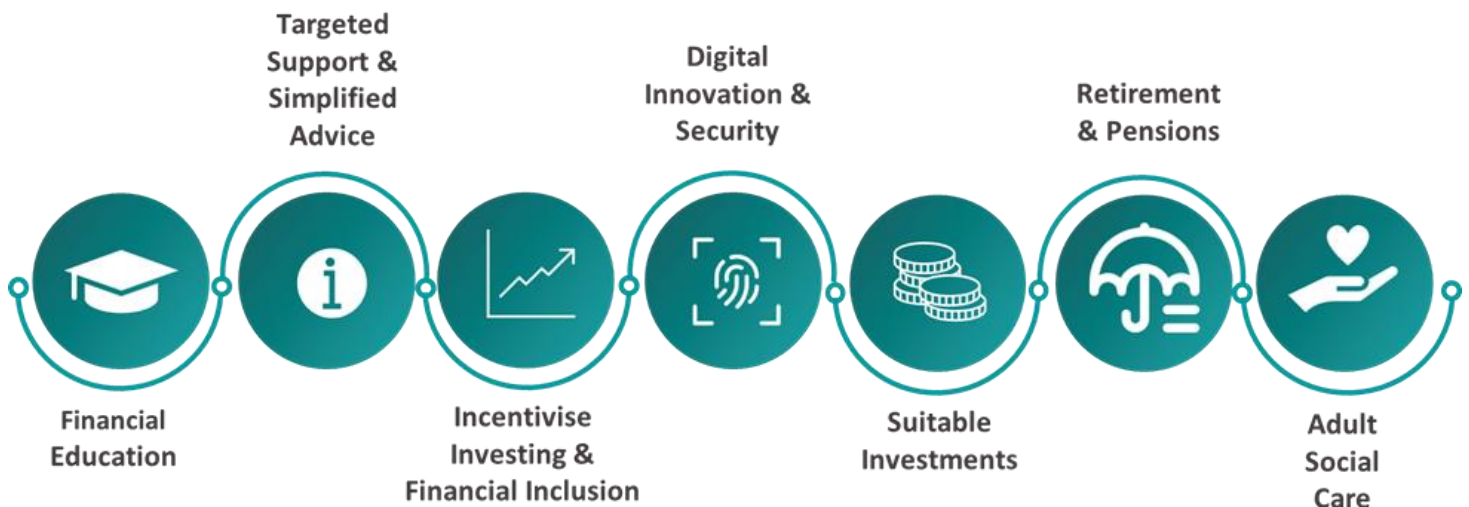 Financial
Education
Targeted
Support &
Simplified
Advice
Incentivise
Investing &
Financial Inclusion
Digital
Innovation &
Security
Suitable
Investments
Retirement
& Pensions
Adult
Social
Care